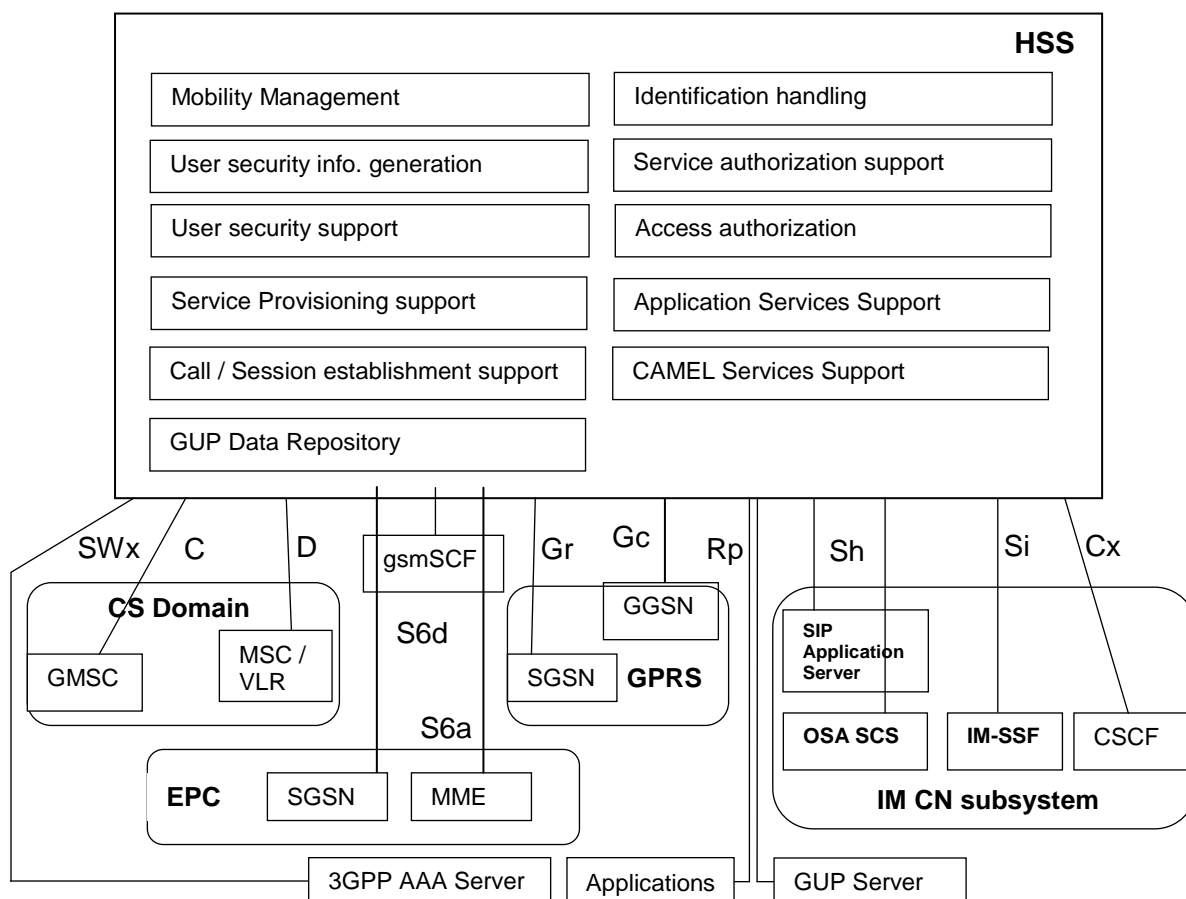 HSS
Mobility Management
Identification handling
User security info. generation
Service authorization support
User security support
Access authorization
Service Provisioning support
Application Services Support
Call / Session establishment support
CAMEL Services Support
GUP Data Repository
SWx
C
D
gsmSCF
Gr
Gc
Rp
Sh
Si
Cx
CS Domain
GMSC
MSC /
VLR
S6d
S6a
GGSN
SGSN
GPRS
SIP
Application
Server
OSA SCS
IM-SSF
CSCF
IM CN subsystem
EPC
SGSN
MME
3GPP AAA Server
Applications
GUP Server